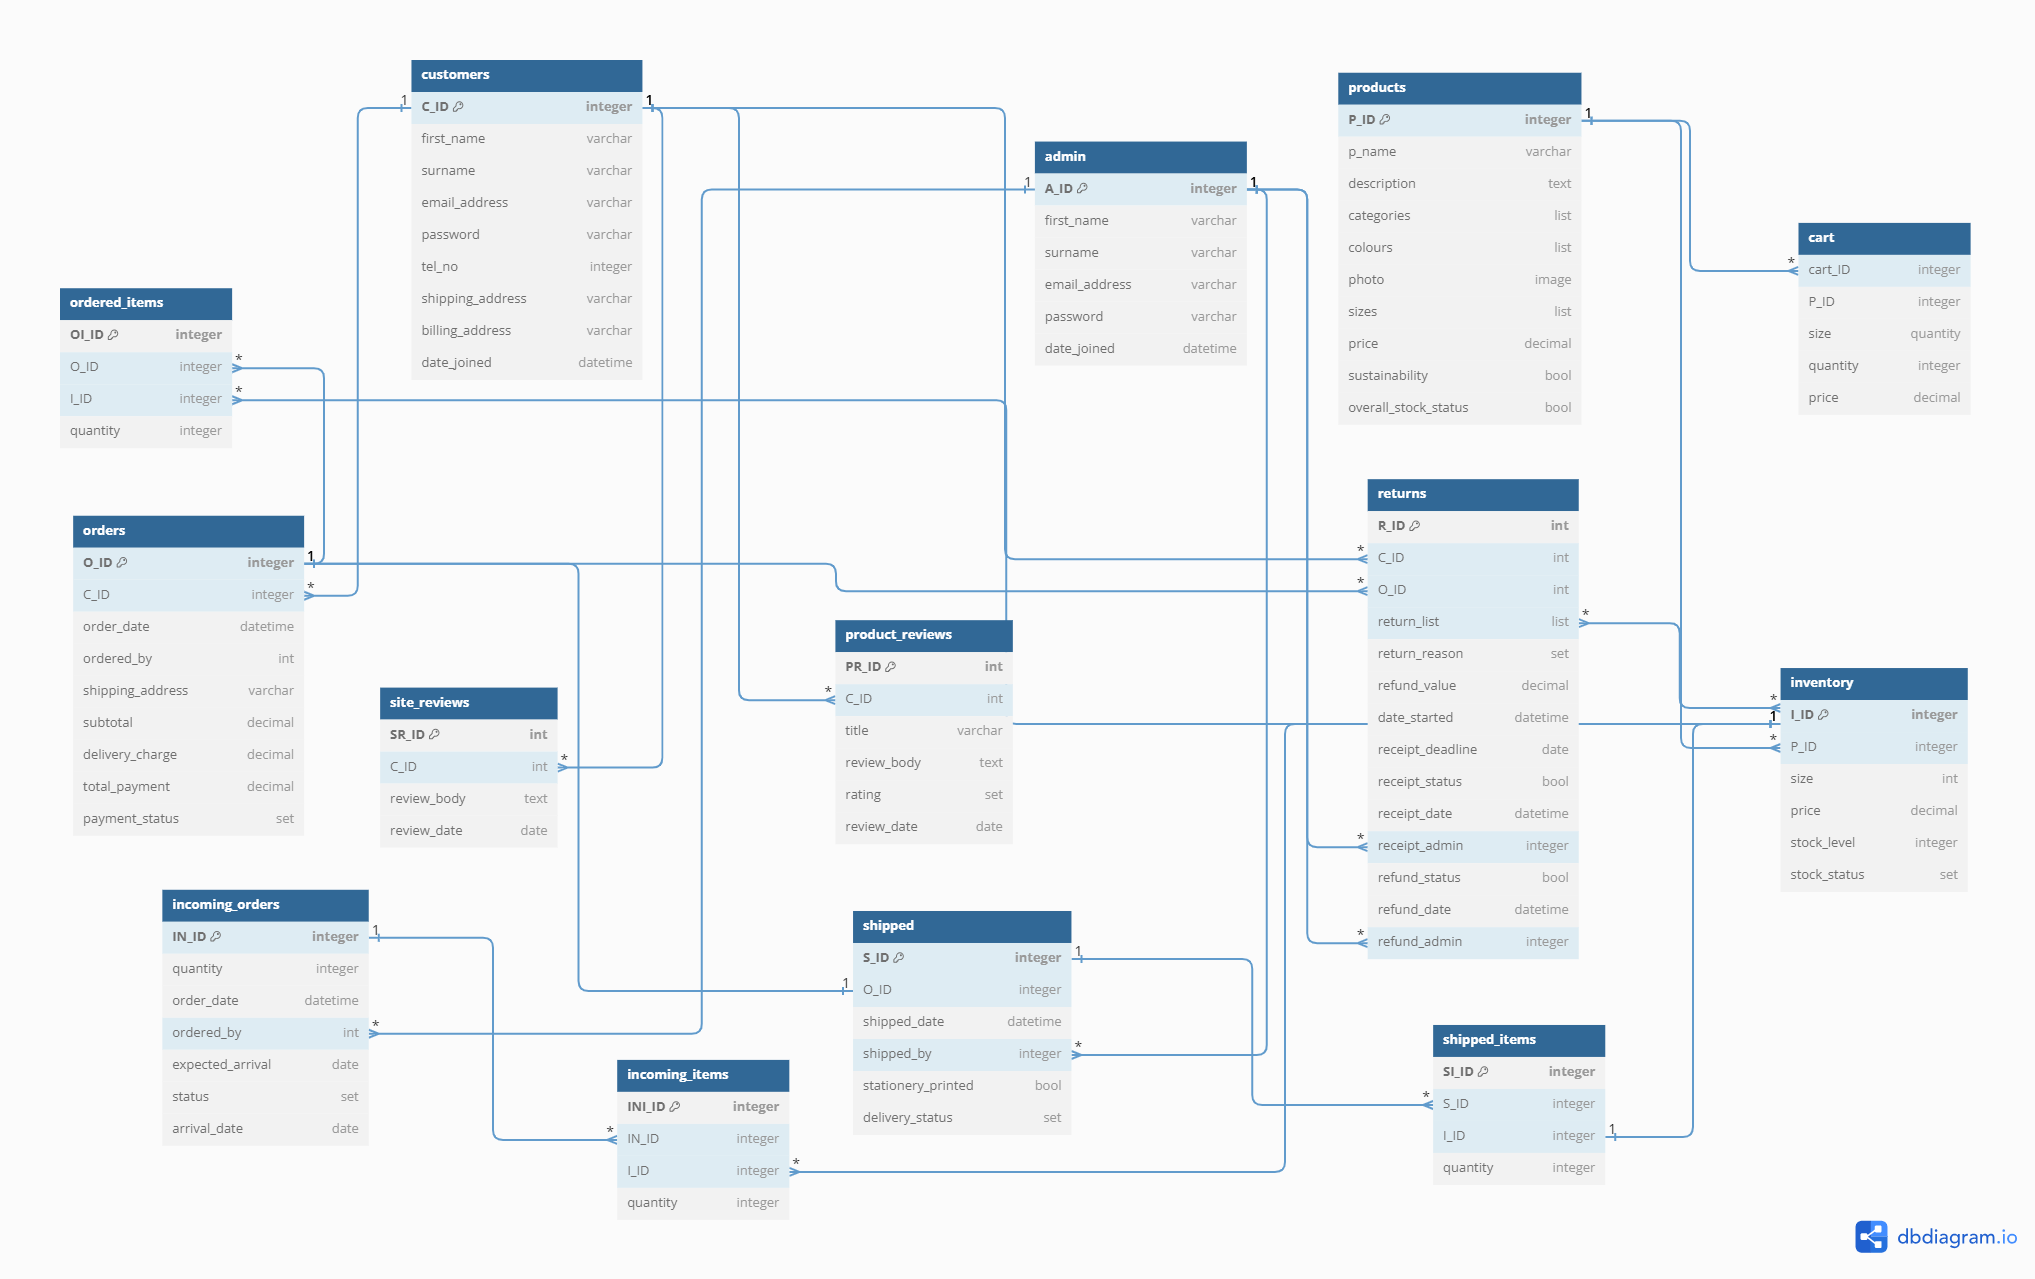 customers
C_ID integer
first_name varchar
surname varchar
email_address varchar
password varchar
tel_no integer
shipping_address varchar
billing_address varchar
date_joined datetime
1
1
products
P_ID integer
p_name varchar
description text
categories list
colours list
photo image
sizes list
price decimal
sustainability bool
overall_stock_status bool
1
admin
A_ID integer
first_name varchar
surname varchar
email_address varchar
password varchar
date_joined datetime
1
1
cart
cart_ID integer
P_ID integer
size quantity
quantity integer
price decimal
*
ordered_items
OI_ID integer
O_ID integer
I_ID integer
quantity integer
*
*
returns
R_ID int
C_ID int
O_ID int
return_list list
return_reason set
refund_value decimal
date_started datetime
receipt_deadline date
receipt_status bool
receipt_date datetime
receipt_admin integer
refund_status bool
refund_date datetime
refund_admin integer
*
*
*
*
*
orders
O_ID integer
C_ID integer
order_date datetime
ordered_by int
shipping_address varchar
subtotal decimal
delivery_charge decimal
total_payment decimal
payment_status set
1
*
product_reviews
PR_ID int
C_ID int
title varchar
review_body text
rating set
review_date date
*
inventory
I_ID integer
P_ID integer
size int
price decimal
stock_level integer
stock_status set
*
1
*
site_reviews
SR_ID int
C_ID int
review_body text
review_date date
*
incoming_orders
IN_ID integer
quantity integer
order_date datetime
ordered_by int
expected_arrival date
status set
arrival_date date
1
*
shipped
S_ID integer
O_ID integer
shipped_date datetime
shipped_by integer
stationery_printed bool
delivery_status set
1
1
*
shipped_items
SI_ID integer
S_ID integer
I_ID integer
quantity integer
*
1
incoming_items
INI_ID integer
IN_ID integer
I_ID integer
quantity integer
*
*
dbdiagram.io